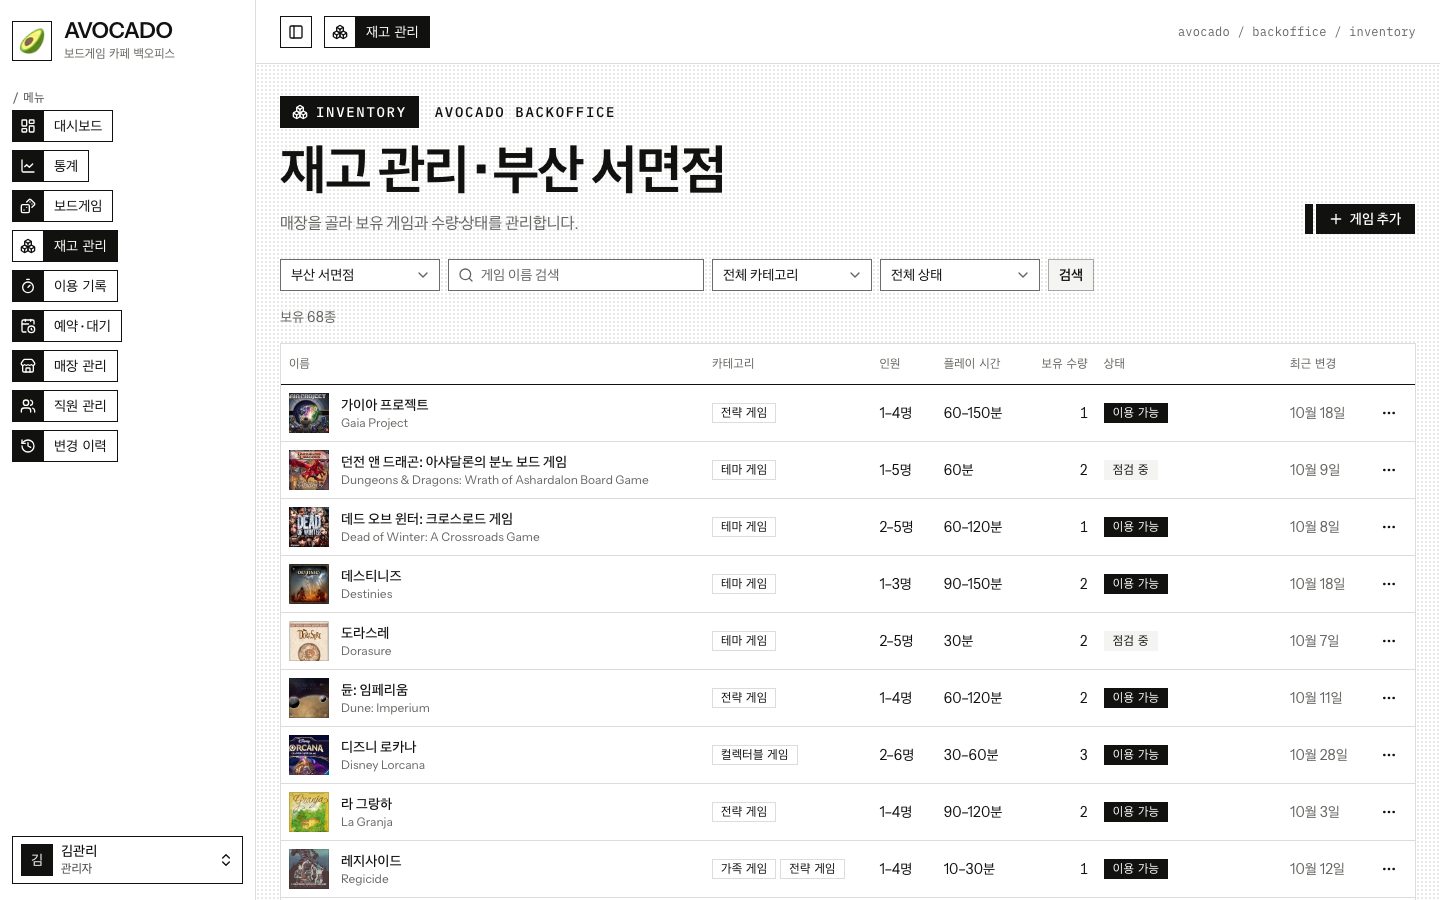 AVOCADO
보드게임 카페 백오피스
/ 메뉴
대시보드
통계
보드게임
재고 관리
이용 기록
예약·대기
매장 관리
직원 관리
변경 이력
김
김관리
관리자
재고 관리
avocado / backoffice / inventory
INVENTORY
AVOCADO BACKOFFICE
재고 관리·부산 서면점
매장을 골라 보유 게임과 수량·상태를 관리합니다.
게임 추가
부산 서면점
게임 이름 검색
전체 카테고리
전체 상태
검색
보유 68종
이름 카테고리 인원 플레이 시간 보유 수량 상태 최근 변경
가이아 프로젝트
Gaia Project
전략 게임 1–4명 60–150분 1 이용 가능 10월 18일
던전 앤 드래곤: 아샤달론의 분노 보드 게임
Dungeons & Dragons: Wrath of Ashardalon Board Game
테마 게임 1–5명 60분 2 점검 중 10월 9일
데드 오브 윈터: 크로스로드 게임
Dead of Winter: A Crossroads Game
테마 게임 2–5명 60–120분 1 이용 가능 10월 8일
데스티니즈
Destinies
테마 게임 1–3명 90–150분 2 이용 가능 10월 18일
도라스레
Dorasure
테마 게임 2–5명 30분 2 점검 중 10월 7일
듄: 임페리움
Dune: Imperium
전략 게임 1–4명 60–120분 2 이용 가능 10월 11일
디즈니 로카나
Disney Lorcana
컬렉터블 게임 2–6명 30–60분 3 이용 가능 10월 28일
라 그랑하
La Granja
전략 게임 1–4명 90–120분 2 이용 가능 10월 3일
레지사이드
Regicide
가족 게임 전략 게임 1–4명 10–30분 1 이용 가능 10월 12일